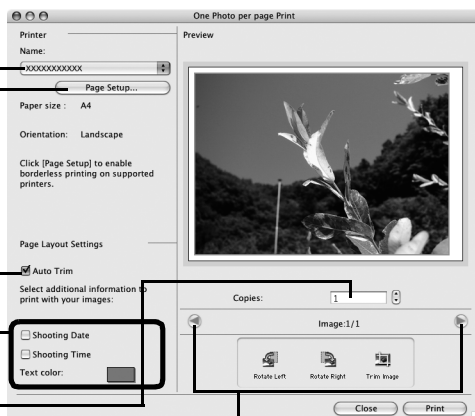 One Photo per page Print
Printer
Name:
XXXXXXXXXXX
Page Setup...
Paper size : A4
Orientation: Landscape
Click [Page Setup] to enable
borderless printing on supported
printers.
Page Layout Settings
Auto Trim
Select additional information to
print with your images:
Shooting Date
Shooting Time
Text color:
Preview
Copies: 1
Image:1/1
Rotate Left Rotate Right Trim Image
Close Print